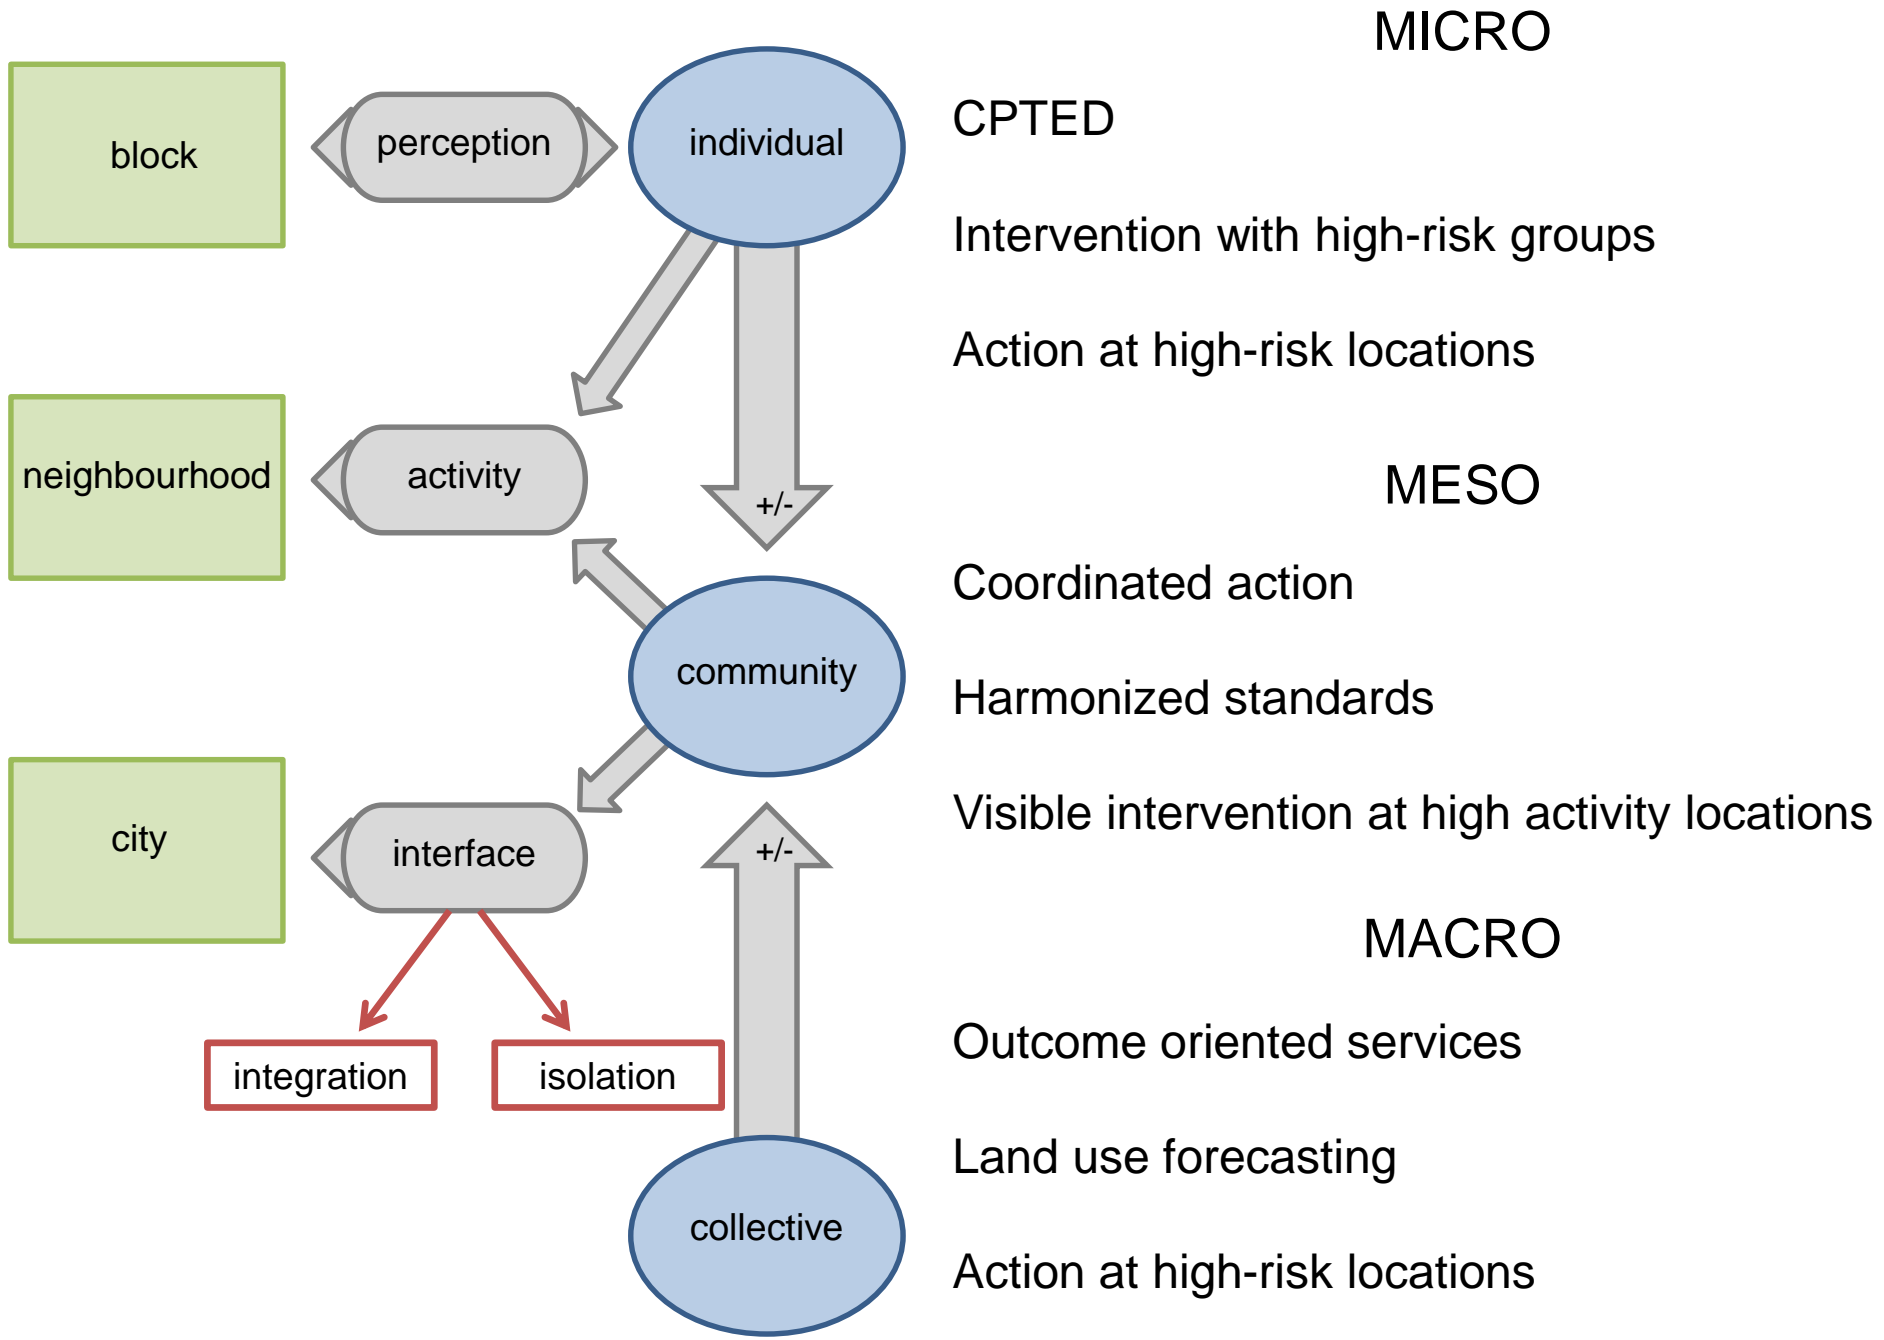 MICRO
block
perception
individual
CPTED
Intervention with high-risk groups
Action at high-risk locations
neighbourhood
activity
+/-
MESO
Coordinated action
community
Harmonized standards
Visible intervention at high activity locations
city
interface
+/-
MACRO
Outcome oriented services
integration
isolation
Land use forecasting
collective
Action at high-risk locations